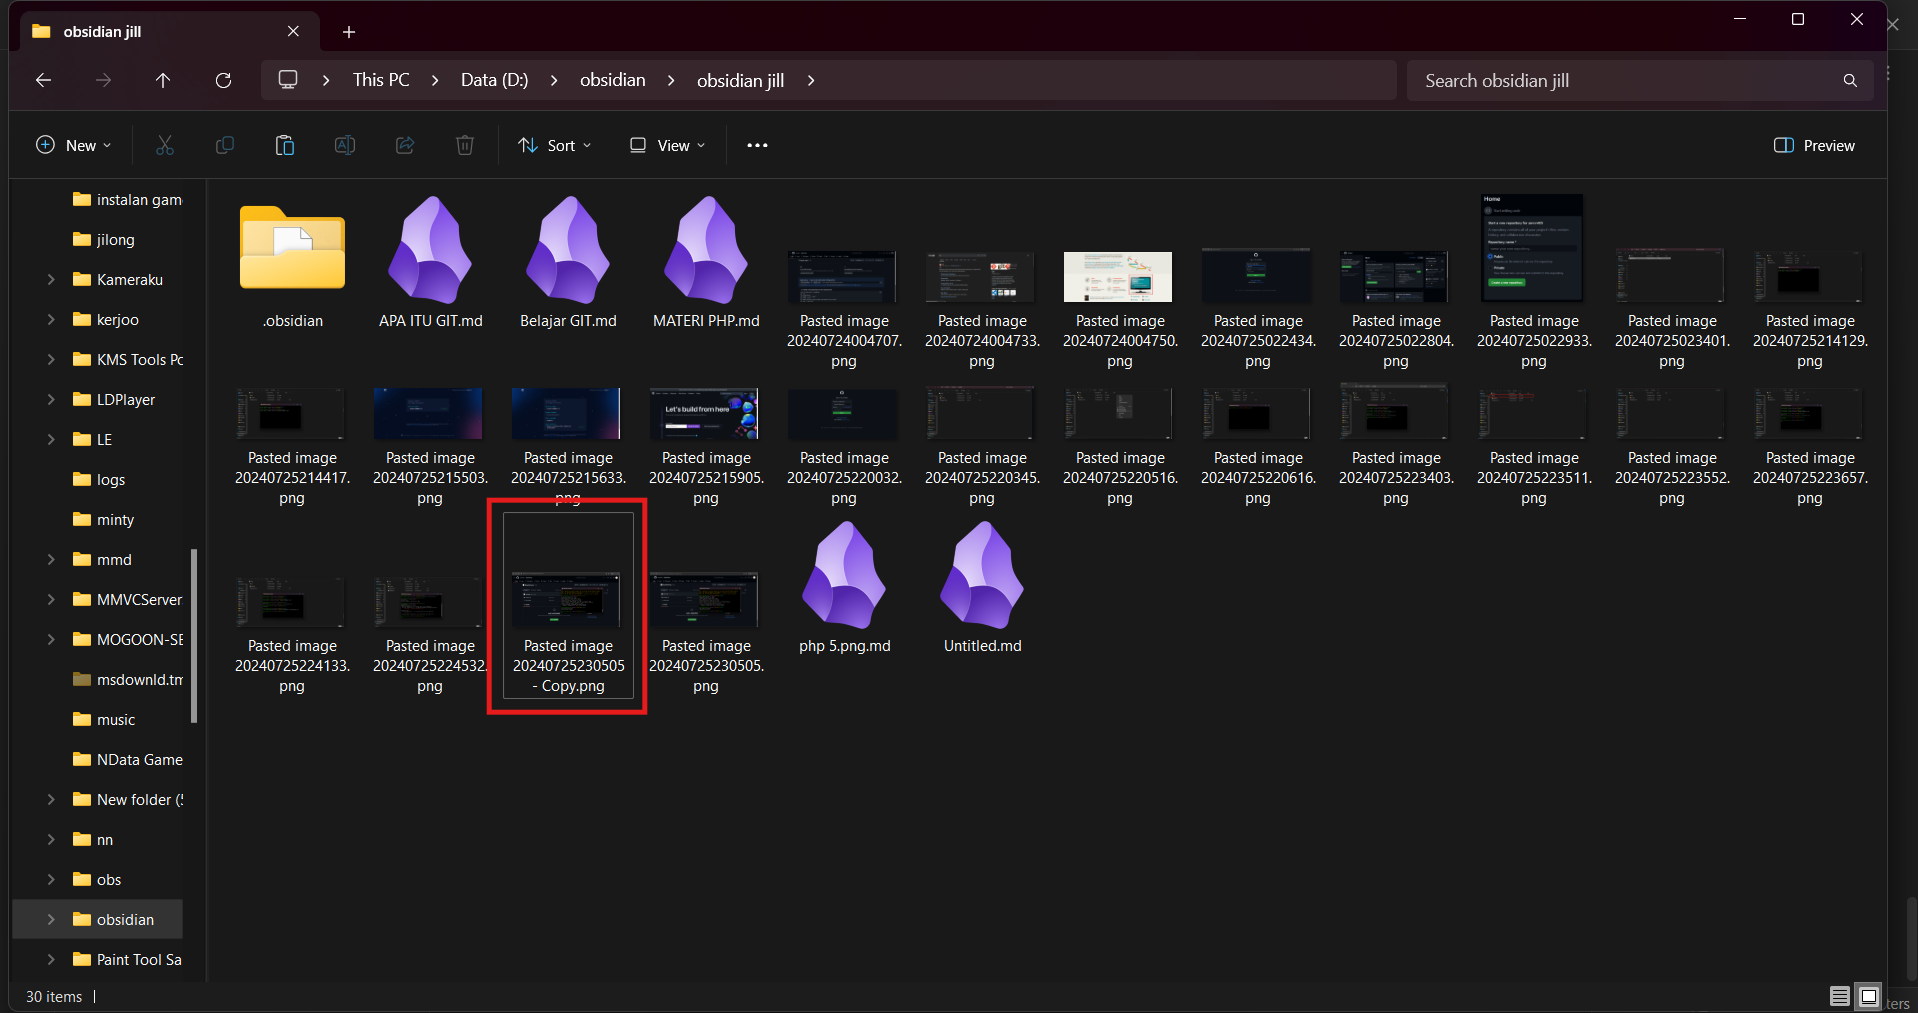 obsidian jill
This PC
Data (D:)
obsidian
obsidian jill
Search obsidian jill
New
Sort
View
Preview
instalan gam
jilong
Kameraku
kerjoo
KMS Tools Pc
LDPlayer
LE
logs
minty
mmd
MMVCServer
MOGOON-SE
msdownld.tm
music
NData Game
New folder (5
nn
obs
obsidian
Paint Tool Sa
.obsidian
APA ITU GIT.md
Belajar GIT.md
MATERI PHP.md
Pasted image
20240724004707.
png
Pasted image
20240724004733.
png
Pasted image
20240724004750.
png
Pasted image
20240725022434.
png
Pasted image
20240725022804.
png
Home
Pasted image
20240725022933.
png
Pasted image
20240725023401.
png
Pasted image
20240725214129.
png
Pasted image
20240725214417.
png
Pasted image
20240725215503.
png
Pasted image
20240725215633.
png
Let's build from here
Pasted image
20240725215905.
png
Pasted image
20240725220032.
png
Pasted image
20240725220345.
png
Pasted image
20240725220516.
png
Pasted image
20240725220616.
png
Pasted image
20240725223403.
png
Pasted image
20240725223511.
png
Pasted image
20240725223552.
png
Pasted image
20240725223657.
png
Pasted image
20240725224133.
png
Pasted image
20240725224532.
png
Pasted image
20240725230505
- Copy.png
Pasted image
20240725230505.
png
php 5.png.md
Untitled.md
30 items
ters